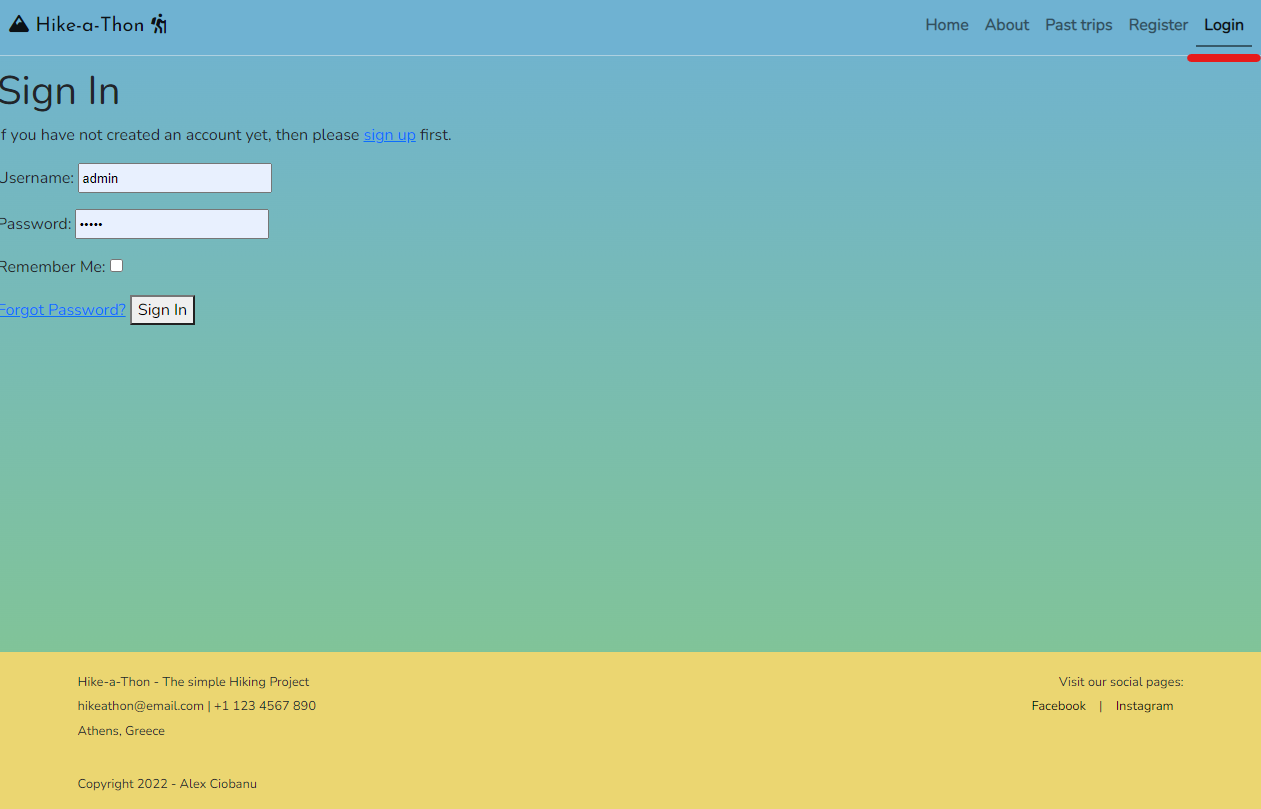 Hike-a-Thon
Home About Past trips Register Login
Sign In
If you have not created an account yet, then please sign up first.
Username: admin
Password: •••••
Remember Me:
Forgot Password? Sign In
Hike-a-Thon - The simple Hiking Project
Visit our social pages:
hikeathon@email.com | +1 123 4567 890
Facebook | Instagram
Athens, Greece
Copyright 2022 - Alex Ciobanu